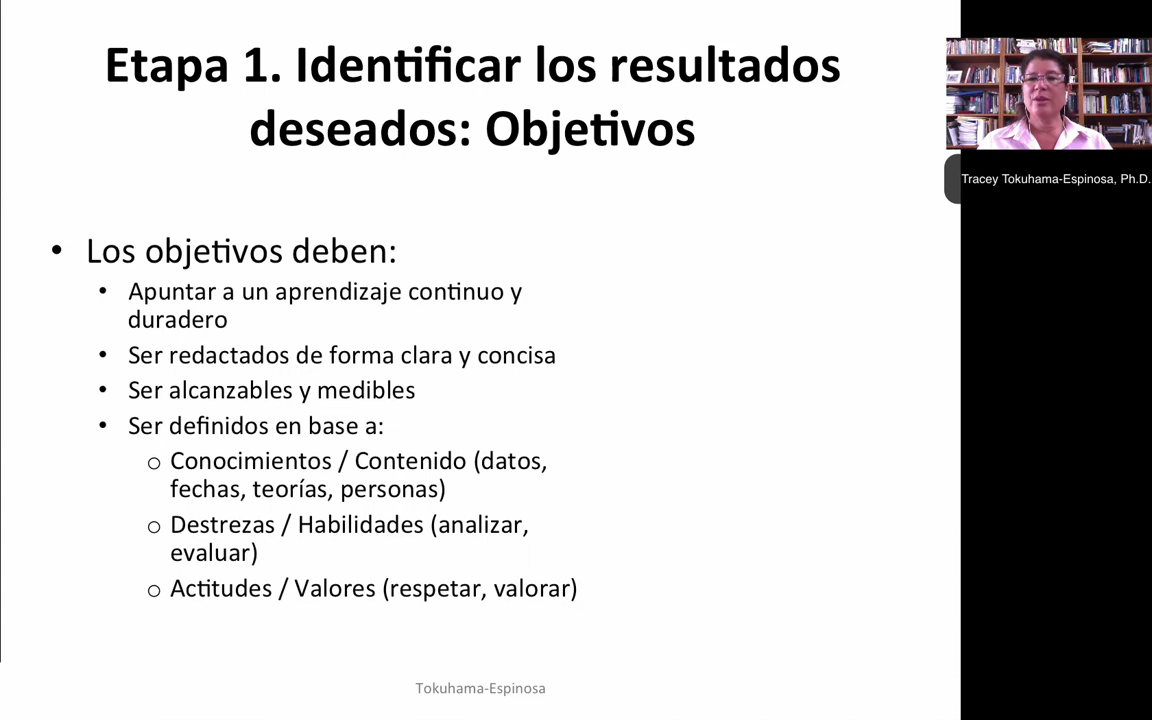 Etapa 1. Identificar los resultados
deseados: Objetivos
• Los objetivos deben:
• Apuntar a un aprendizaje continuo y
duradero
• Ser redactados de forma clara y concisa
• Ser alcanzables y medibles
• Ser definidos en base a:
o Conocimientos / Contenido (datos,
fechas, teorías, personas)
o Destrezas / Habilidades (analizar,
evaluar)
o Actitudes / Valores (respetar, valorar)
Tokuhama-Espinosa
Tracey Tokuhama-Espinosa, Ph.D.